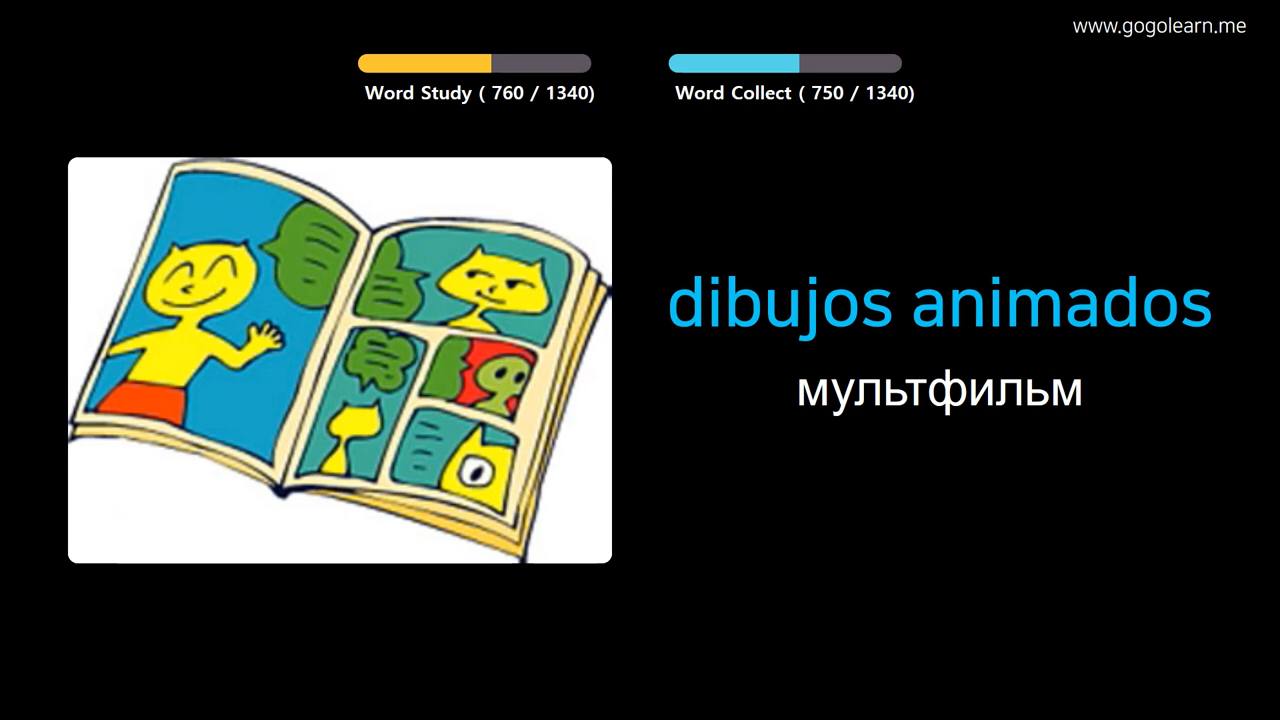 www.gogolearn.me
Word Study ( 760 / 1340)
Word Collect ( 750 / 1340)
dibujos animados
мультфильм